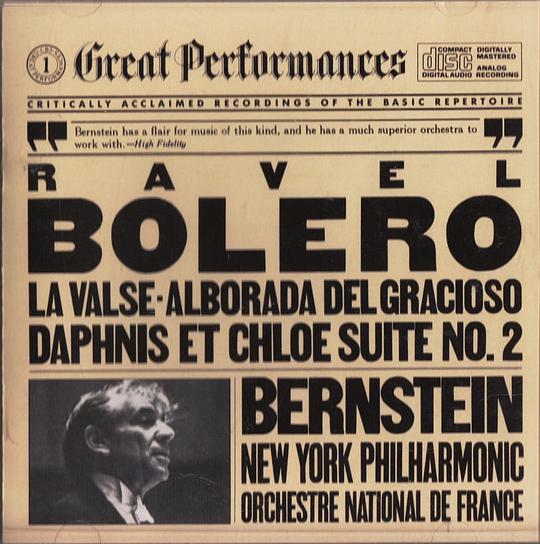 1 Great Performances
COMPACT disc DIGITAL AUDIO
DIGITALLY MASTERED
ANALOG RECORDING
CRITICALLY ACCLAIMED RECORDINGS OF THE BASIC REPERTOIRE
Bernstein has a flair for music of this kind, and he has a much superior orchestra to
work with.—High Fidelity
RAVEL
BOLERO
LA VALSE·ALBORADA DEL GRACIOSO
DAPHNIS ET CHLOE SUITE NO. 2
BERNSTEIN
NEW YORK PHILHARMONIC
ORCHESTRE NATIONAL DE FRANCE